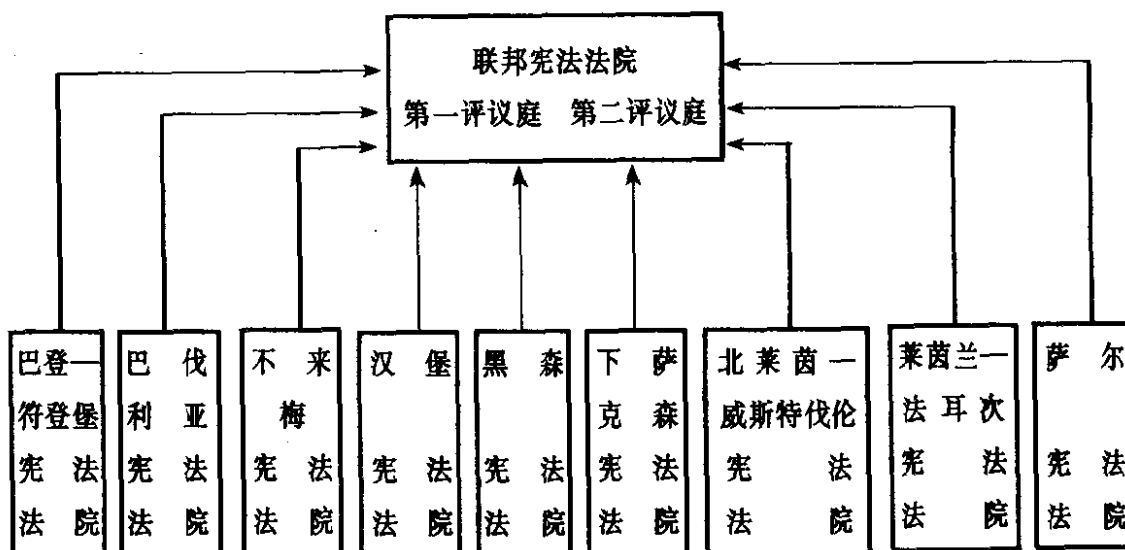 联邦宪法法院
第一评议庭 第二评议庭
巴登—
符登堡
宪法
法院
巴伐
利亚
宪法
法院
不来
梅
宪法
法院
汉堡
宪法
法院
黑森
宪法
法院
下萨
克森
宪法
法院
北莱茵—
威斯特伐伦
宪法
法院
莱茵兰—
法耳次
宪法
法院
萨尔
宪法
法院